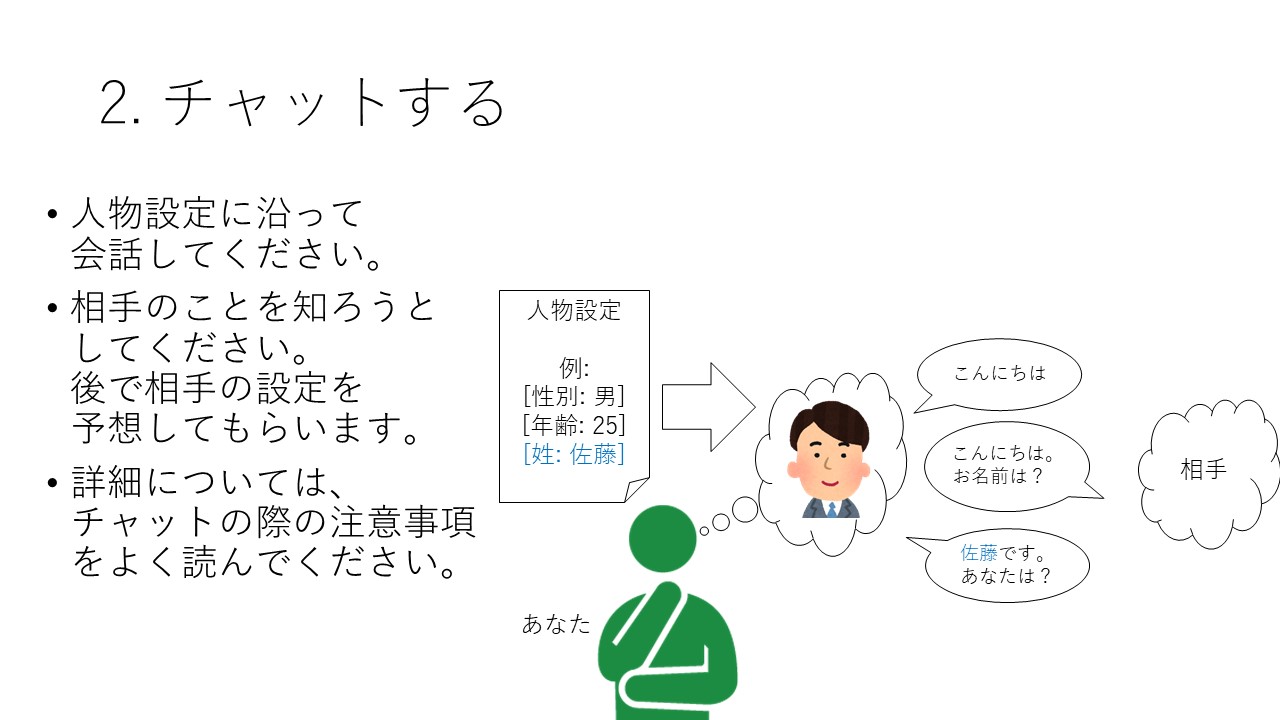 2. チャットする
• 人物設定に沿って
会話してください。
• 相手のことを知ろうと
してください。
後で相手の設定を
予想してもらいます。
• 詳細については、
チャットの際の注意事項
をよく読んでください。
人物設定
例:
[性別: 男]
[年齢: 25]
[姓: 佐藤]
あなた
こんにちは
こんにちは。
お名前は？
佐藤です。
あなたは？
相手